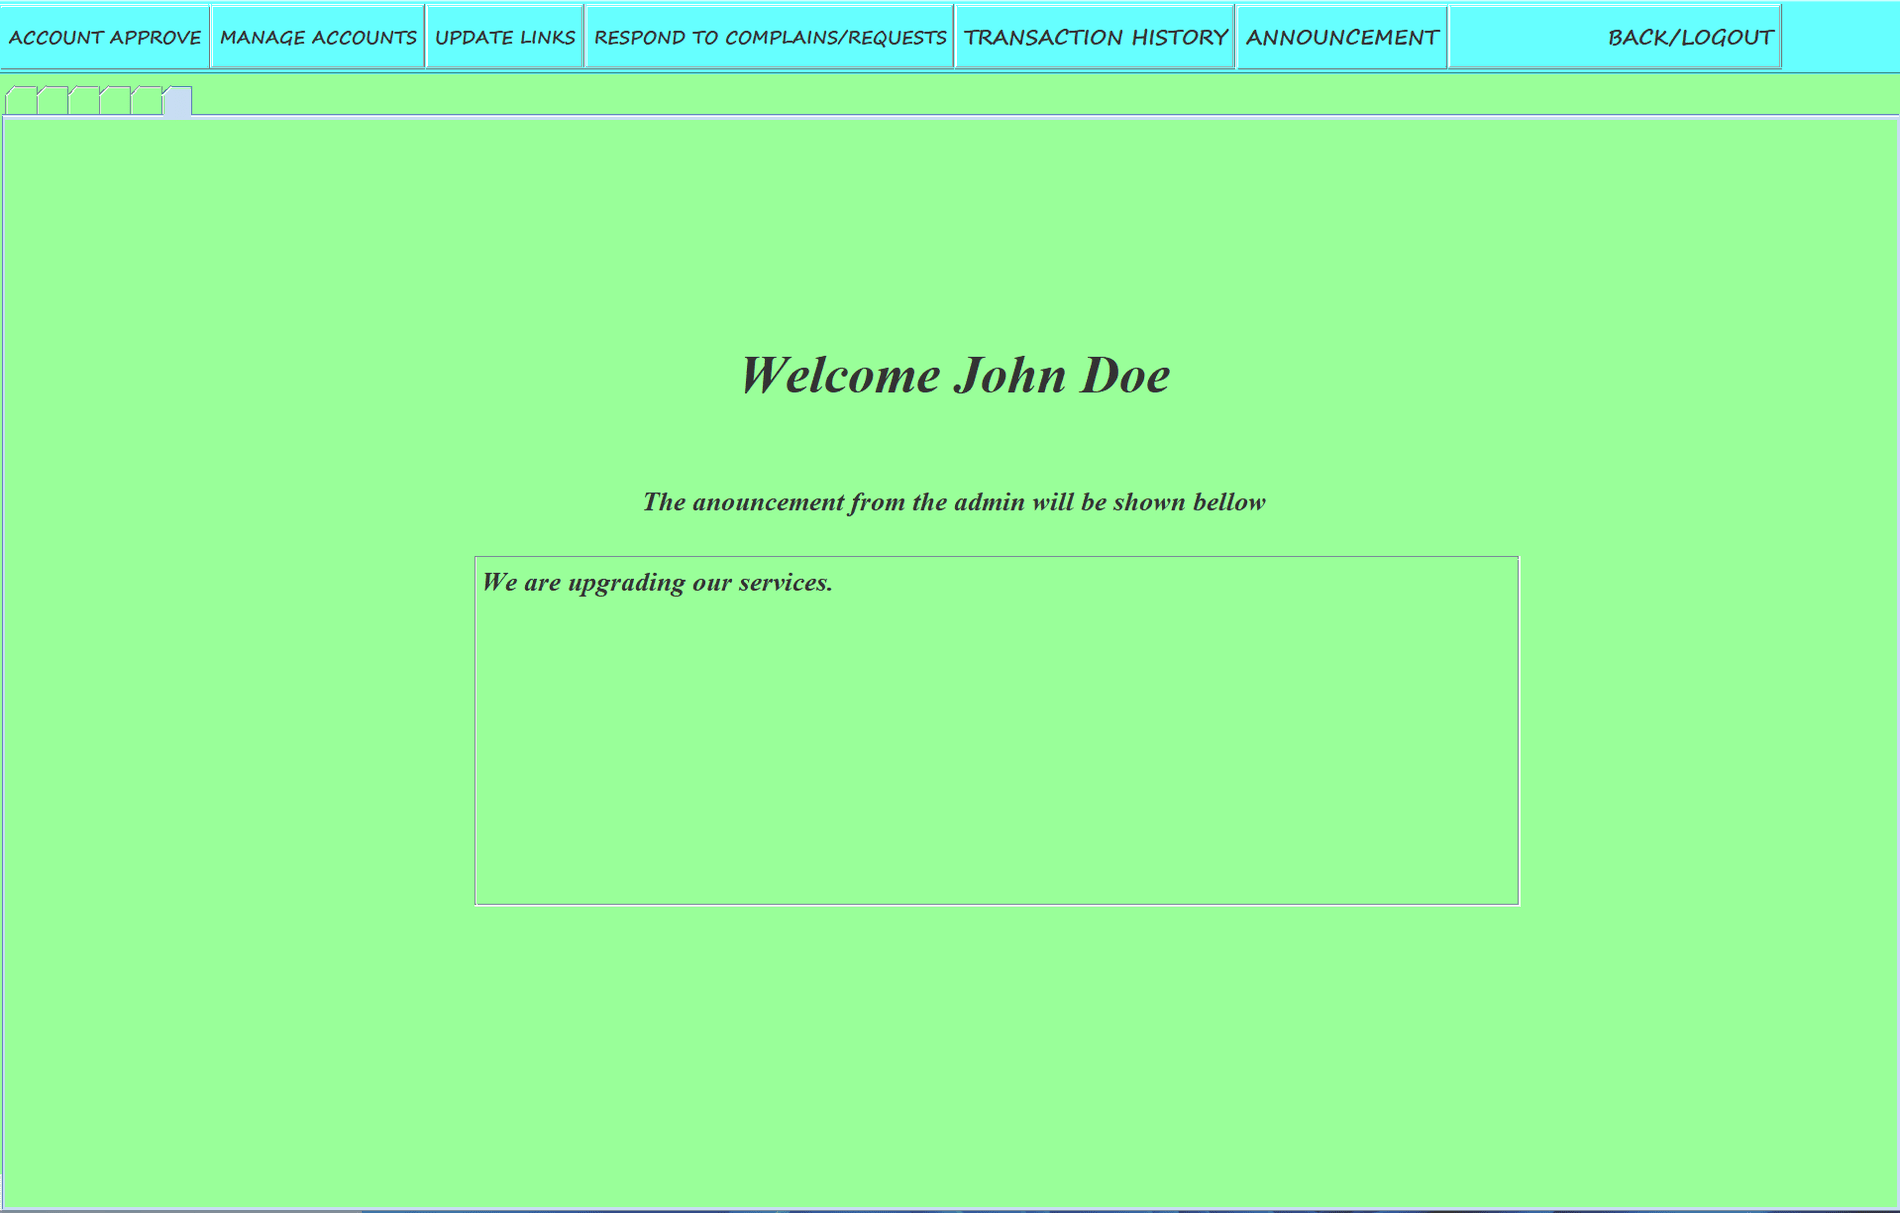 ACCOUNT APPROVE MANAGE ACCOUNTS UPDATE LINKS RESPOND TO COMPLAINS/REQUESTS TRANSACTION HISTORY ANNOUNCEMENT BACK/LOGOUT
Welcome John Doe
The anouncement from the admin will be shown bellow
We are upgrading our services.